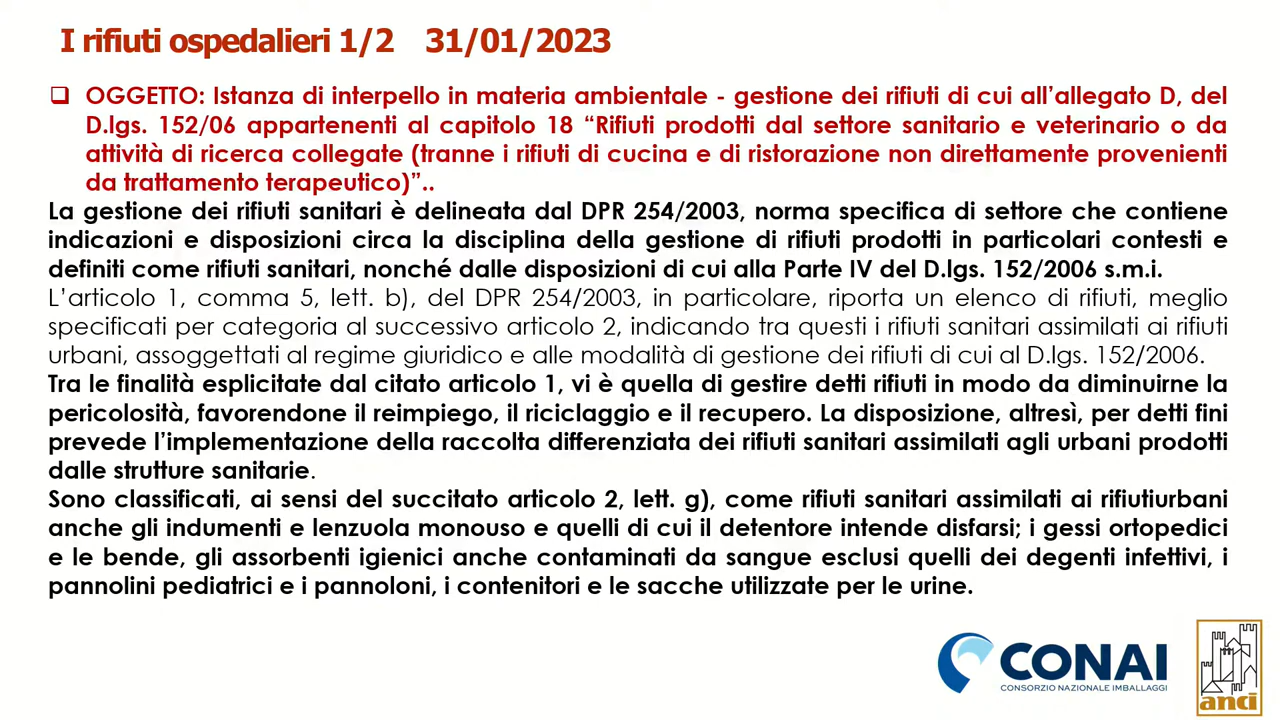 I rifiuti ospedalieri 1/2 31/01/2023
❑ OGGETTO: Istanza di interpello in materia ambientale - gestione dei rifiuti di cui all’allegato D, del
D.lgs. 152/06 appartenenti al capitolo 18 “Rifiuti prodotti dal settore sanitario e veterinario o da
attività di ricerca collegate (tranne i rifiuti di cucina e di ristorazione non direttamente provenienti
da trattamento terapeutico)”..
La gestione dei rifiuti sanitari è delineata dal DPR 254/2003, norma specifica di settore che contiene
indicazioni e disposizioni circa la disciplina della gestione di rifiuti prodotti in particolari contesti e
definiti come rifiuti sanitari, nonché dalle disposizioni di cui alla Parte IV del D.lgs. 152/2006 s.m.i.
L’articolo 1, comma 5, lett. b), del DPR 254/2003, in particolare, riporta un elenco di rifiuti, meglio
specificati per categoria al successivo articolo 2, indicando tra questi i rifiuti sanitari assimilati ai rifiuti
urbani, assoggettati al regime giuridico e alle modalità di gestione dei rifiuti di cui al D.lgs. 152/2006.
Tra le finalità esplicitate dal citato articolo 1, vi è quella di gestire detti rifiuti in modo da diminuirne la
pericolosità, favorendone il reimpiego, il riciclaggio e il recupero. La disposizione, altresì, per detti fini
prevede l’implementazione della raccolta differenziata dei rifiuti sanitari assimilati agli urbani prodotti
dalle strutture sanitarie.
Sono classificati, ai sensi del succitato articolo 2, lett. g), come rifiuti sanitari assimilati ai rifiutiurbani
anche gli indumenti e lenzuola monouso e quelli di cui il detentore intende disfarsi; i gessi ortopedici
e le bende, gli assorbenti igienici anche contaminati da sangue esclusi quelli dei degenti infettivi, i
pannolini pediatrici e i pannoloni, i contenitori e le sacche utilizzate per le urine.
CONAI
CONSORZIO NAZIONALE IMBALLAGGI
anci